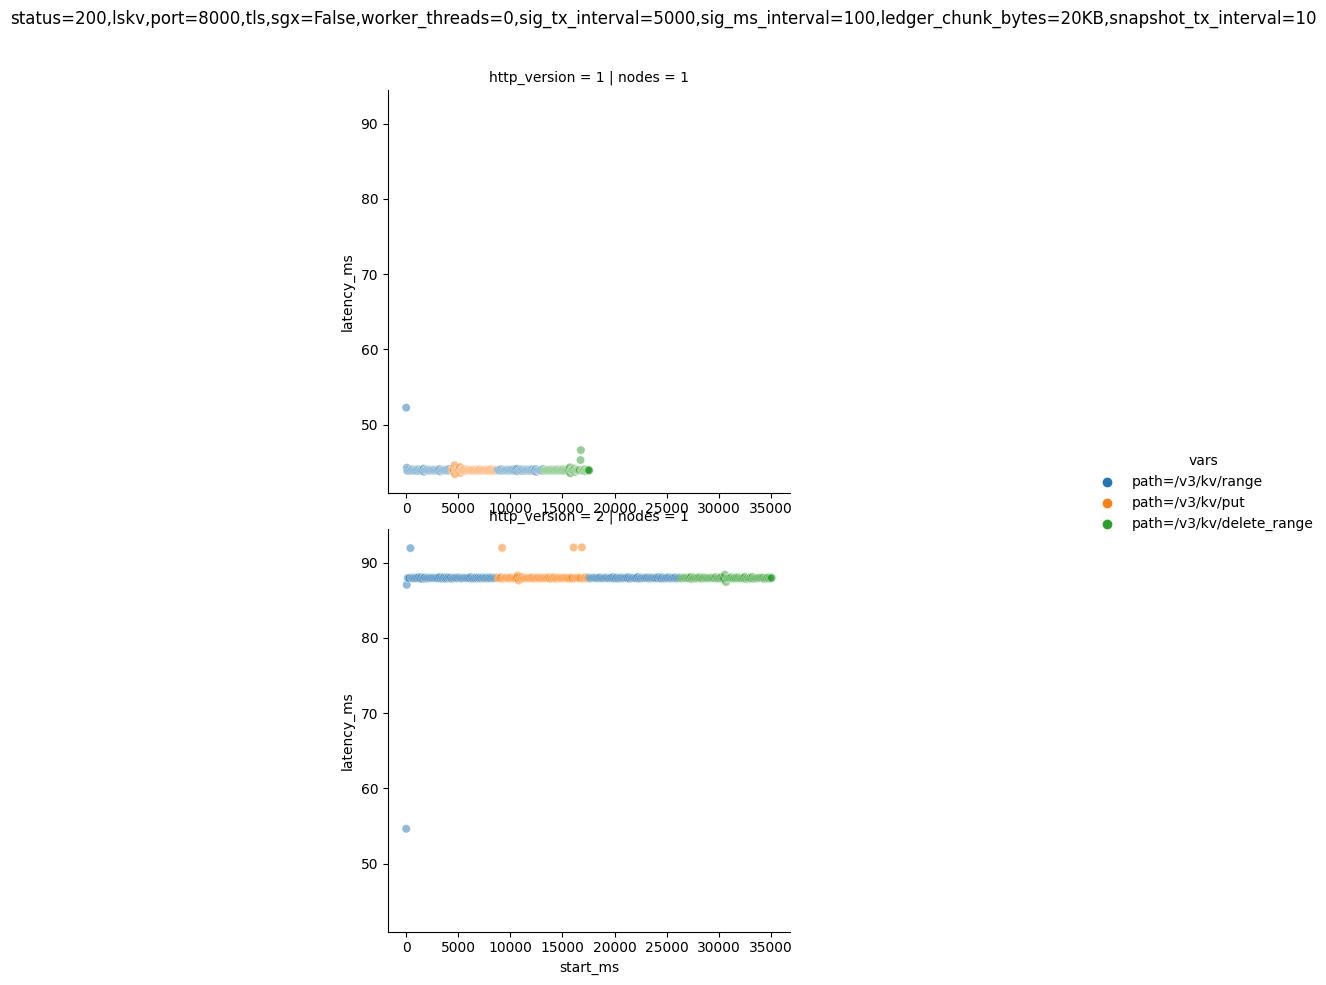 status=200,lskv,port=8000,tls,sgx=False,worker_threads=0,sig_tx_interval=5000,sig_ms_interval=100,ledger_chunk_bytes=20KB,snapshot_tx_interval=10
http_version = 1 | nodes = 1
90
80
70
60
50
latency_ms
0 5000 10000 15000 20000 25000 30000 35000
http_version = 2 | nodes = 1
90
80
70
60
50
latency_ms
0 5000 10000 15000 20000 25000 30000 35000
start_ms
vars
path=/v3/kv/range
path=/v3/kv/put
path=/v3/kv/delete_range